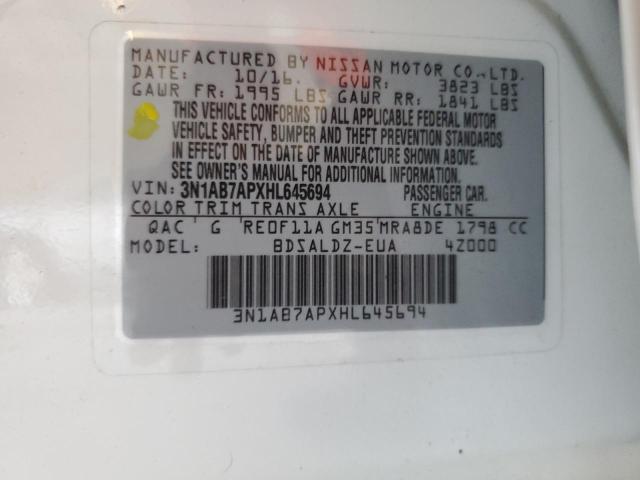 MANUFACTURED BY NISSAN MOTOR CO.,LTD.
DATE: 10/16 GVWR: 3823 LBS
GAWR FR: 1995 LBS GAWR RR: 1841 LBS
THIS VEHICLE CONFORMS TO ALL APPLICABLE FEDERAL MOTOR
VEHICLE SAFETY, BUMPER AND THEFT PREVENTION STANDARDS
IN EFFECT ON THE DATE OF MANUFACTURE SHOWN ABOVE.
SEE OWNER'S MANUAL FOR ADDITIONAL INFORMATION.
VIN: 3N1AB7APXHL645694 PASSENGER CAR.
COLOR TRIM TRANS AXLE ENGINE
QAC G RE0F11A GM35 MRA8DE 1798 CC
MODEL: BDSALDZ-EUA 4Z000
3N1AB7APXHL645694